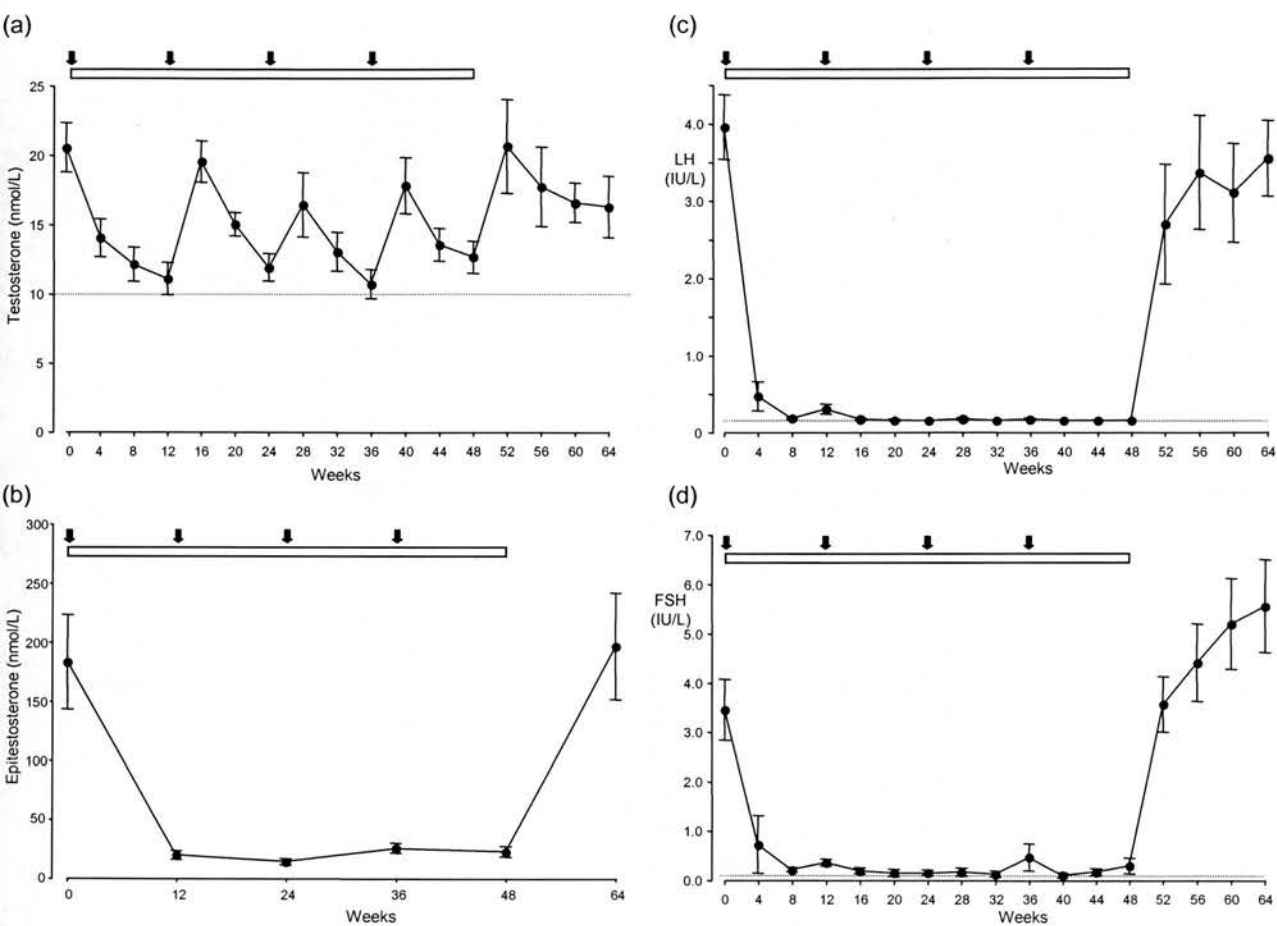 (a)
Testosterone (nmol/L)
25
20
15
10
5
0
0 4 8 12 16 20 24 28 32 36 40 44 48 52 56 60 64
Weeks
(b)
Epitestosterone (nmol/L)
300
250
200
150
100
50
0
0 12 24 36 48 64
Weeks
(c)
LH
(IU/L)
4.0
3.0
2.0
1.0
0
0 4 8 12 16 20 24 28 32 36 40 44 48 52 56 60 64
Weeks
(d)
FSH
(IU/L)
7.0
6.0
5.0
4.0
3.0
2.0
1.0
0.0
0 4 8 12 16 20 24 28 32 36 40 44 48 52 56 60 64
Weeks